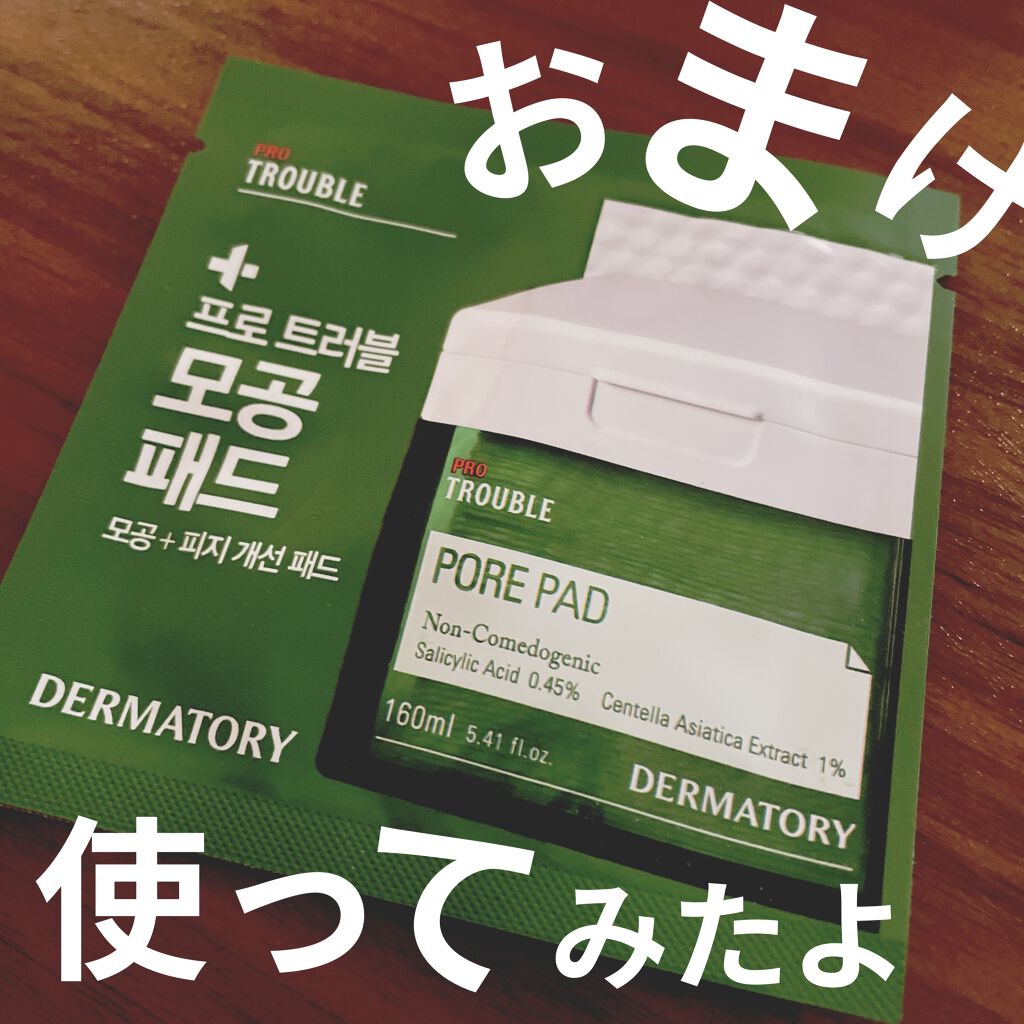 おまけ
PRO
TROUBLE
+
프로 트러블
모공
패드
모공+피지 개선 패드
DERMATORY
PRO
TROUBLE
PORE PAD
Non-Comedogenic
Salicylic Acid 0.45% Centella Asiatica Extract 1%
160ml 5.41 fl.oz.
DERMATORY
使ってみたよ